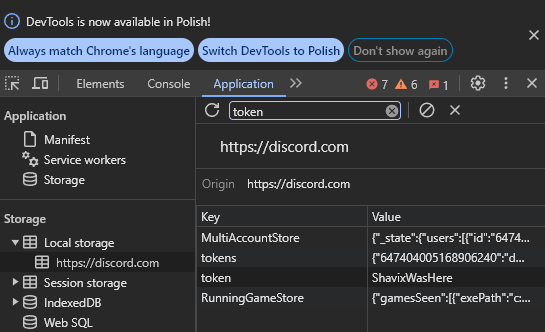 DevTools is now available in Polish!
Always match Chrome's language Switch DevTools to Polish Don't show again
Elements Console Application 7 6 1
Application
token
Manifest
https://discord.com
Service workers
Storage
Origin https://discord.com
Storage
Key Value
Local storage
MultiAccountStore {"_state":{"users":[{"id":"6474...
https://discord.com
tokens {"647404005168906240":"d...
Session storage
token ShavixWasHere
IndexedDB
RunningGameStore {"gamesSeen":[{"exePath":"c:...
Web SQL